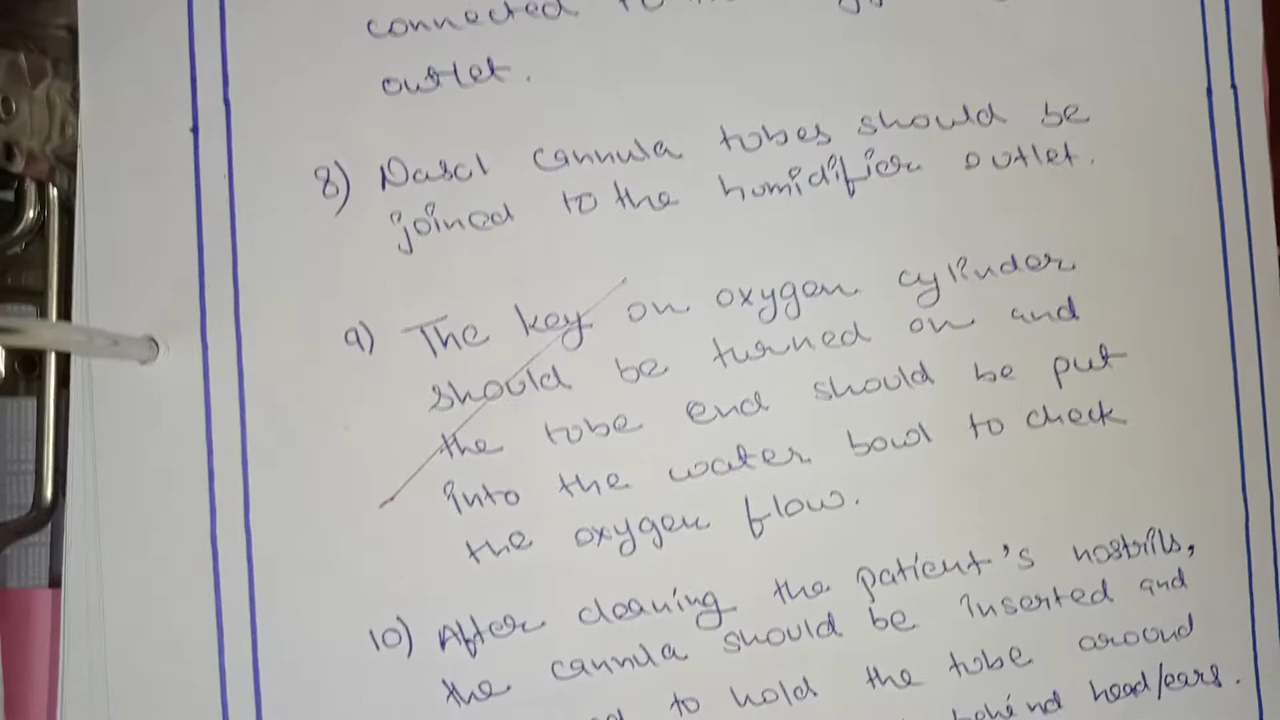 connected to
outlet.
8) Nasal cannula tubes should be
joined to the humidifier outlet.
9) The key on oxygen cylinder
should be turned on and
the tube end should be put
into the water bowl to check
the oxygen flow.
10) After cleaning the patient's nostrils,
the cannula should be inserted and
to hold the tube around
behind head/ears.